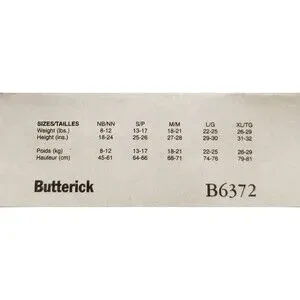 SIZES/TAILLES NB/NN S/P M/M L/G XL/TG
Weight (lbs.) 8-12 13-17 18-21 22-25 26-29
Height (ins.) 18-24 25-26 27-28 29-30 31-32
Poids (kg) 8-12 13-17 18-21 22-25 26-29
Hauteur (cm) 45-61 64-66 68-71 74-76 79-81
Butterick B6372